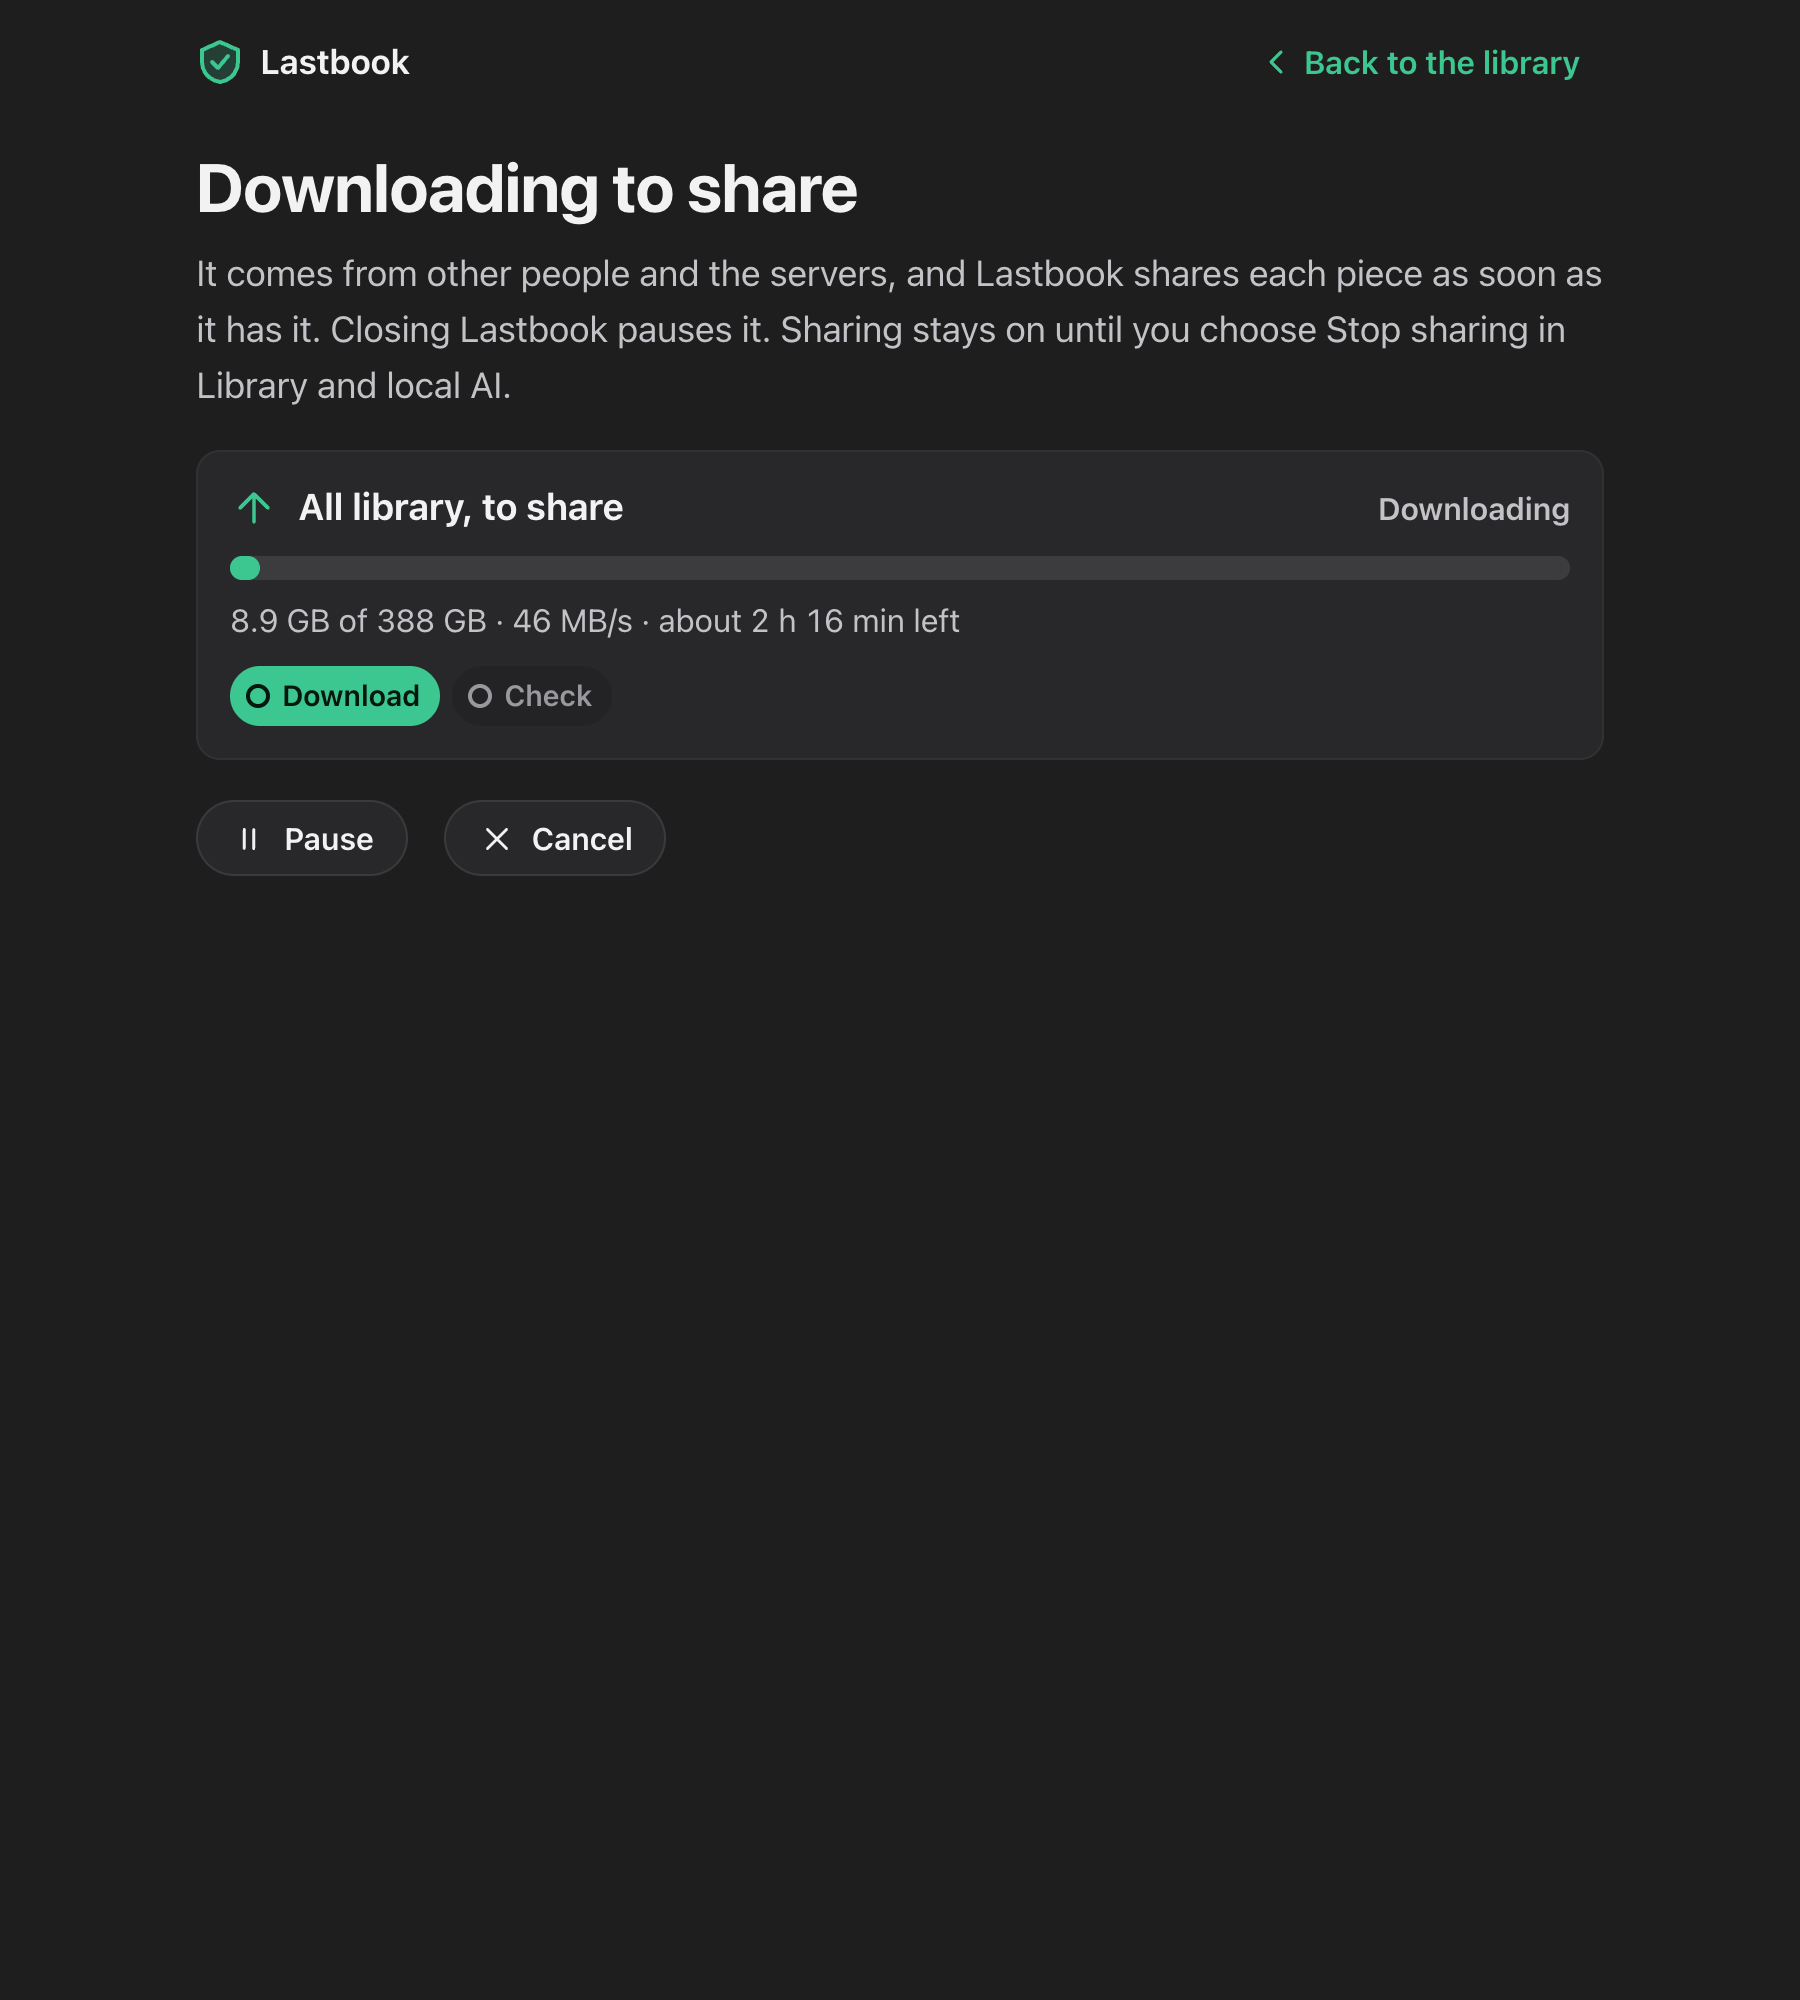 Lastbook
Back to the library
Downloading to share
It comes from other people and the servers, and Lastbook shares each piece as soon as
it has it. Closing Lastbook pauses it. Sharing stays on until you choose Stop sharing in
Library and local AI.
All library, to share
Downloading
8.9 GB of 388 GB · 46 MB/s · about 2 h 16 min left
Download
Check
Pause
Cancel